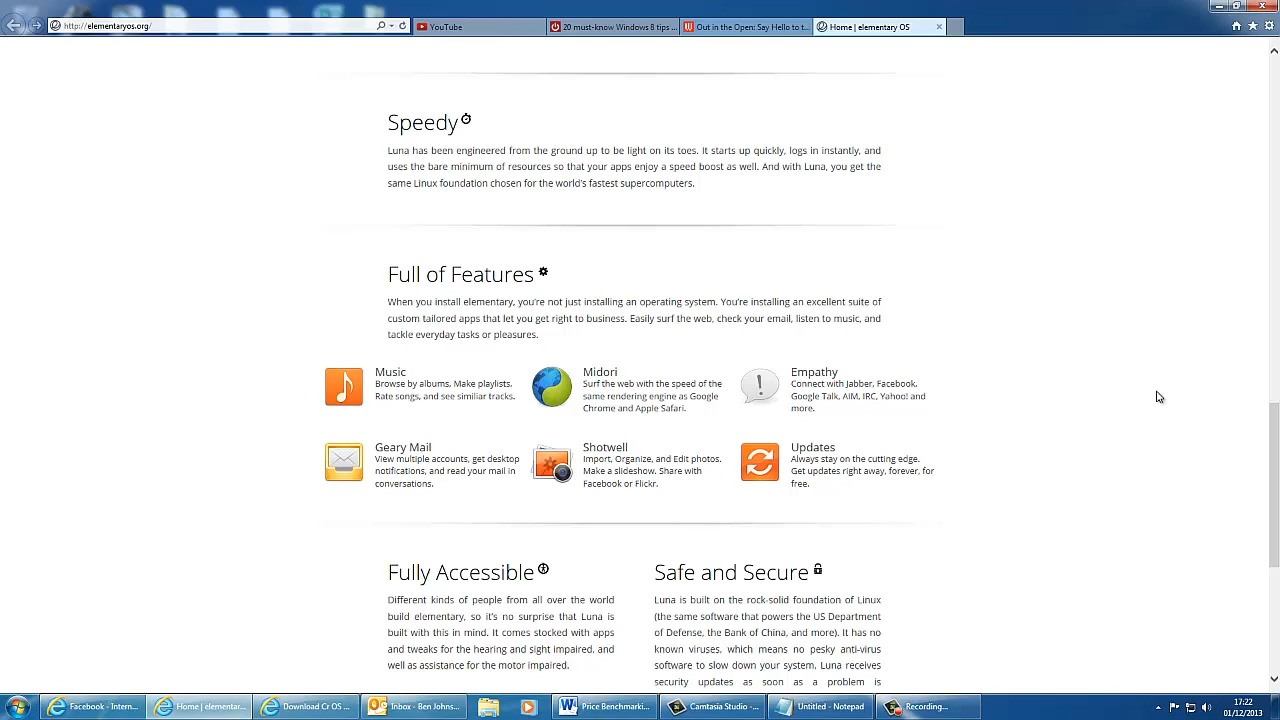 http://elementaryos.org/
YouTube
20 must-know Windows 8 tips ...
Out in the Open: Say Hello to t...
Home | elementary OS
Speedy
Luna has been engineered from the ground up to be light on its toes. It starts up quickly, logs in instantly, and
uses the bare minimum of resources so that your apps enjoy a speed boost as well. And with Luna, you get the
same Linux foundation chosen for the world's fastest supercomputers.
Full of Features
When you install elementary, you're not just installing an operating system. You're installing an excellent suite of
custom tailored apps that let you get right to business. Easily surf the web, check your email, listen to music, and
tackle everyday tasks or pleasures.
Music
Browse by albums, Make playlists,
Rate songs, and see similiar tracks.
Midori
Surf the web with the speed of the
same rendering engine as Google
Chrome and Apple Safari.
Empathy
Connect with Jabber, Facebook,
Google Talk, AIM, IRC, Yahoo! and
more.
Geary Mail
View multiple accounts, get desktop
notifications, and read your mail in
conversations.
Shotwell
Import, Organize, and Edit photos.
Make a slideshow. Share with
Facebook or Flickr.
Updates
Always stay on the cutting edge.
Get updates right away, forever, for
free.
Fully Accessible
Different kinds of people from all over the world
build elementary, so it's no surprise that Luna is
built with this in mind. It comes stocked with apps
and tweaks for the hearing and sight impaired, and
well as assistance for the motor impaired.
Safe and Secure
Luna is built on the rock-solid foundation of Linux
(the same software that powers the US Department
of Defense, the Bank of China, and more). It has no
known viruses, which means no pesky anti-virus
software to slow down your system. Luna receives
security updates as soon as a problem is
Facebook - Intern...
Home | elementar...
Download Cr OS ...
Inbox - Ben Johns...
Price Benchmarki...
Camtasia Studio -...
Untitled - Notepad
Recording...
17:22
01/12/2013